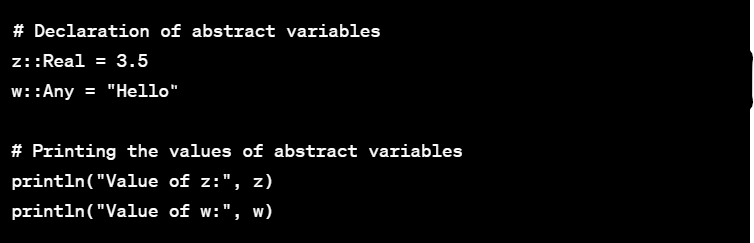 # Declaration of abstract variables
z::Real = 3.5
w::Any = "Hello"
# Printing the values of abstract variables
println("Value of z:", z)
println("Value of w:", w)